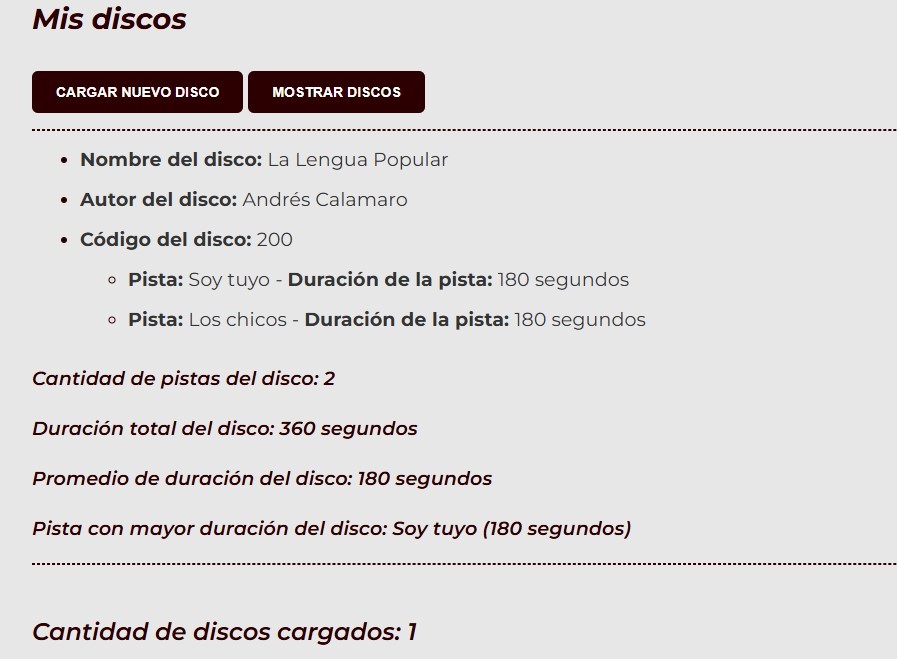 Mis discos
CARGAR NUEVO DISCO MOSTRAR DISCOS
Nombre del disco: La Lengua Popular
Autor del disco: Andrés Calamaro
Código del disco: 200
Pista: Soy tuyo - Duración de la pista: 180 segundos
Pista: Los chicos - Duración de la pista: 180 segundos
Cantidad de pistas del disco: 2
Duración total del disco: 360 segundos
Promedio de duración del disco: 180 segundos
Pista con mayor duración del disco: Soy tuyo (180 segundos)
Cantidad de discos cargados: 1